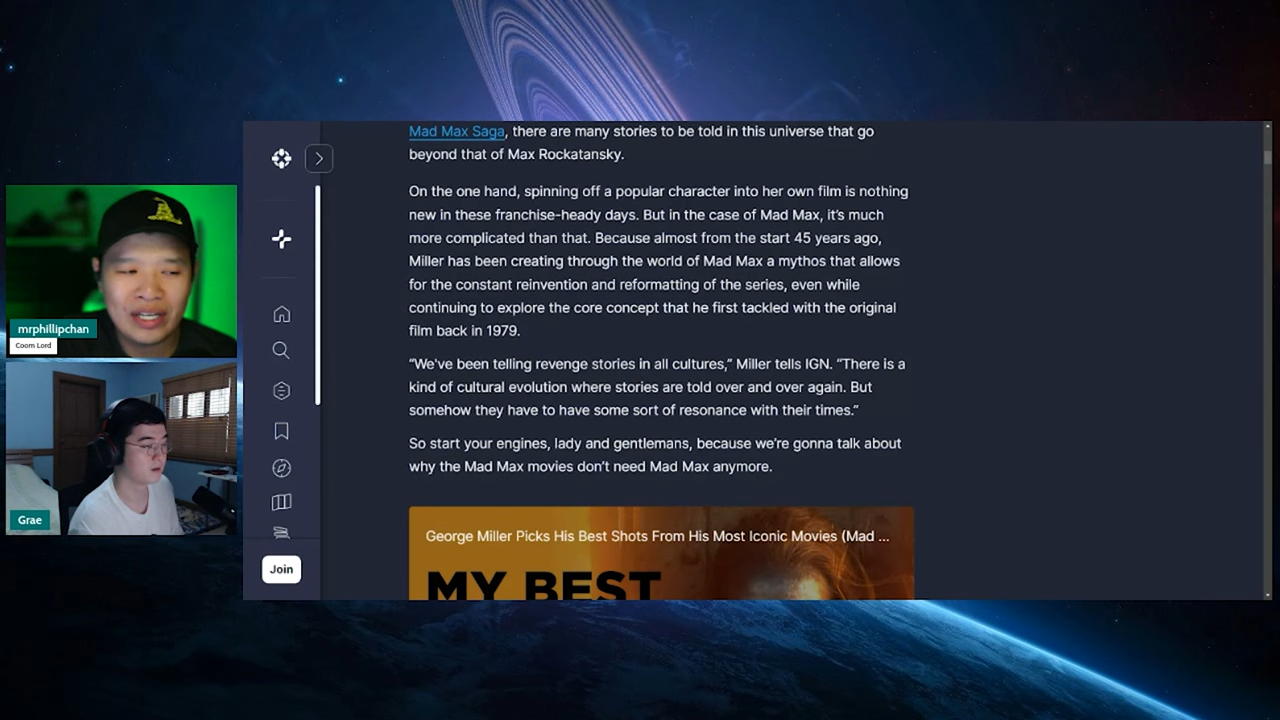 Mad Max Saga, there are many stories to be told in this universe that go
beyond that of Max Rockatansky.
On the one hand, spinning off a popular character into her own film is nothing
new in these franchise-heady days. But in the case of Mad Max, it’s much
more complicated than that. Because almost from the start 45 years ago,
Miller has been creating through the world of Mad Max a mythos that allows
for the constant reinvention and reformatting of the series, even while
continuing to explore the core concept that he first tackled with the original
film back in 1979.
“We've been telling revenge stories in all cultures,” Miller tells IGN. “There is a
kind of cultural evolution where stories are told over and over again. But
somehow they have to have some sort of resonance with their times.”
So start your engines, lady and gentlemans, because we’re gonna talk about
why the Mad Max movies don’t need Mad Max anymore.
George Miller Picks His Best Shots From His Most Iconic Movies (Mad ...
MY BEST
Join
mrphillipchan
Coom Lord
Grae